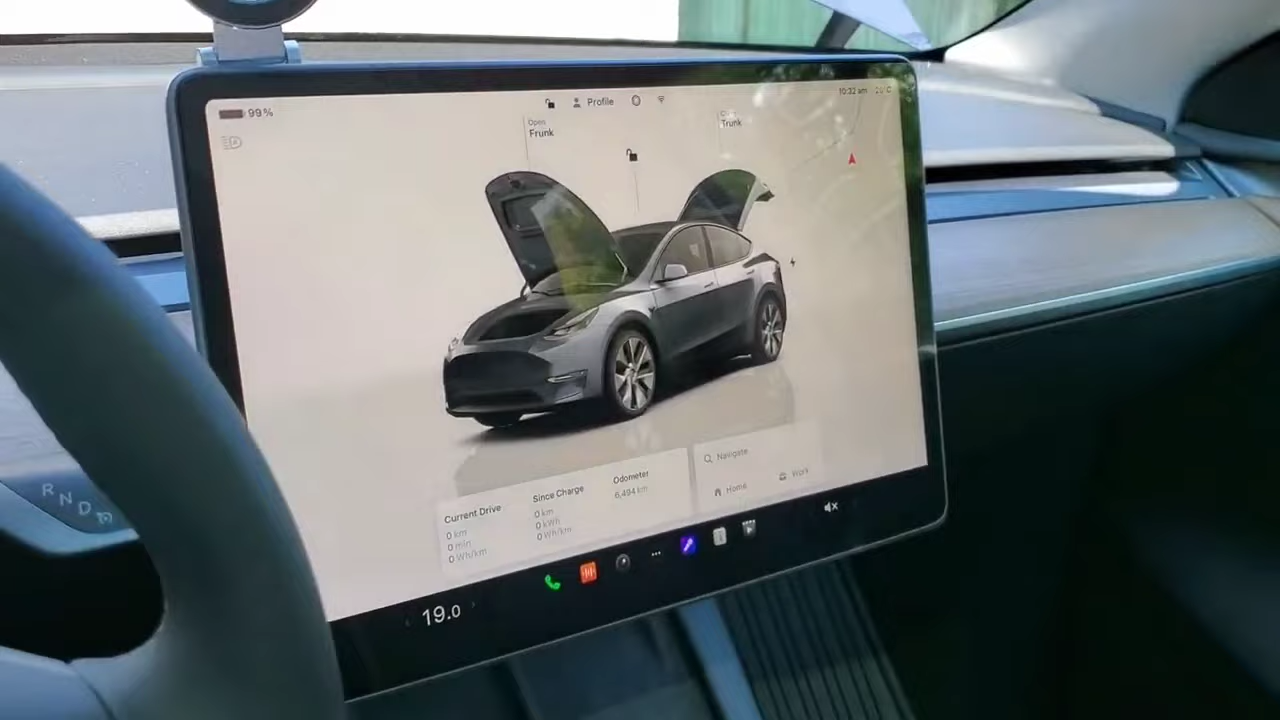 99%
Profile
10:32 am
Open
Frunk
Trunk
Current Drive
0 km
0 min
0 Wh/km
Since Charge
0 km
0 kWh
0 Wh/km
Odometer
6,494 km
Navigate
Home
Work
19.0
R
N
D